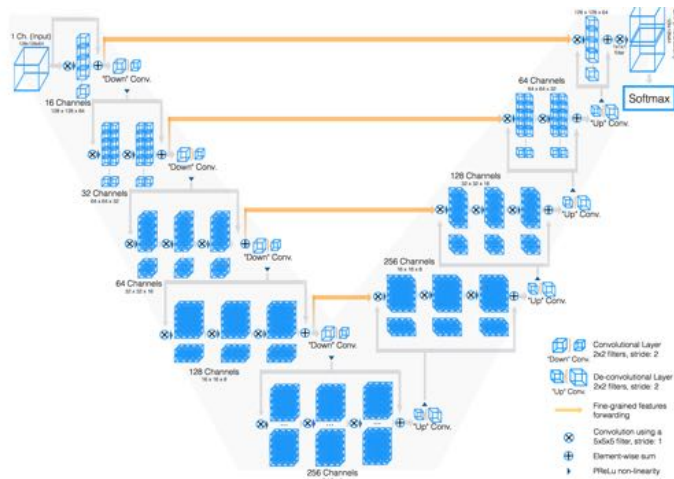 1 Ch. (input)
128x128x64
16 Channels
128 x 128 x 64
"Down" Conv.
32 Channels
64 x 64 x 32
"Down" Conv.
64 Channels
32 x 32 x 16
"Down" Conv.
128 Channels
16 x 16 x 8
"Down" Conv.
256 Channels
"Up" Conv.
256 Channels
16 x 16 x 8
"Up" Conv.
128 Channels
32 x 32 x 16
"Up" Conv.
64 Channels
64 x 64 x 32
"Up" Conv.
128 x 128 x 64
1x1x1
filter
Softmax
Convolutional Layer
2x2 filters, stride: 2
"Down" Conv.
De-convolutional Layer
2x2 filters, stride: 2
"Up" Conv.
Fine-grained features
forwarding
Convolution using a
5x5x5 filter, stride: 1
Element-wise sum
PReLu non-linearity